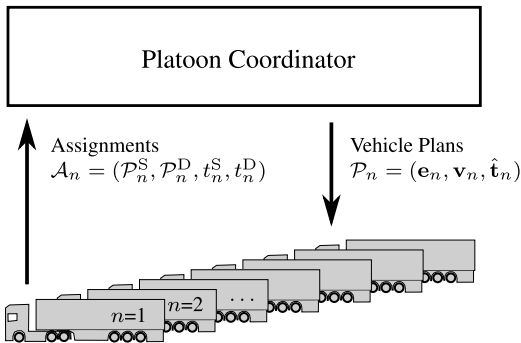 Platoon Coordinator
Assignments
𝒜ₙ = (𝒫ₙˢ, 𝒫ₙᴰ, tₙˢ, tₙᴰ)
Vehicle Plans
𝒫ₙ = (𝐞ₙ, 𝐯ₙ, 𝐭̂ₙ)
n=1
n=2
...